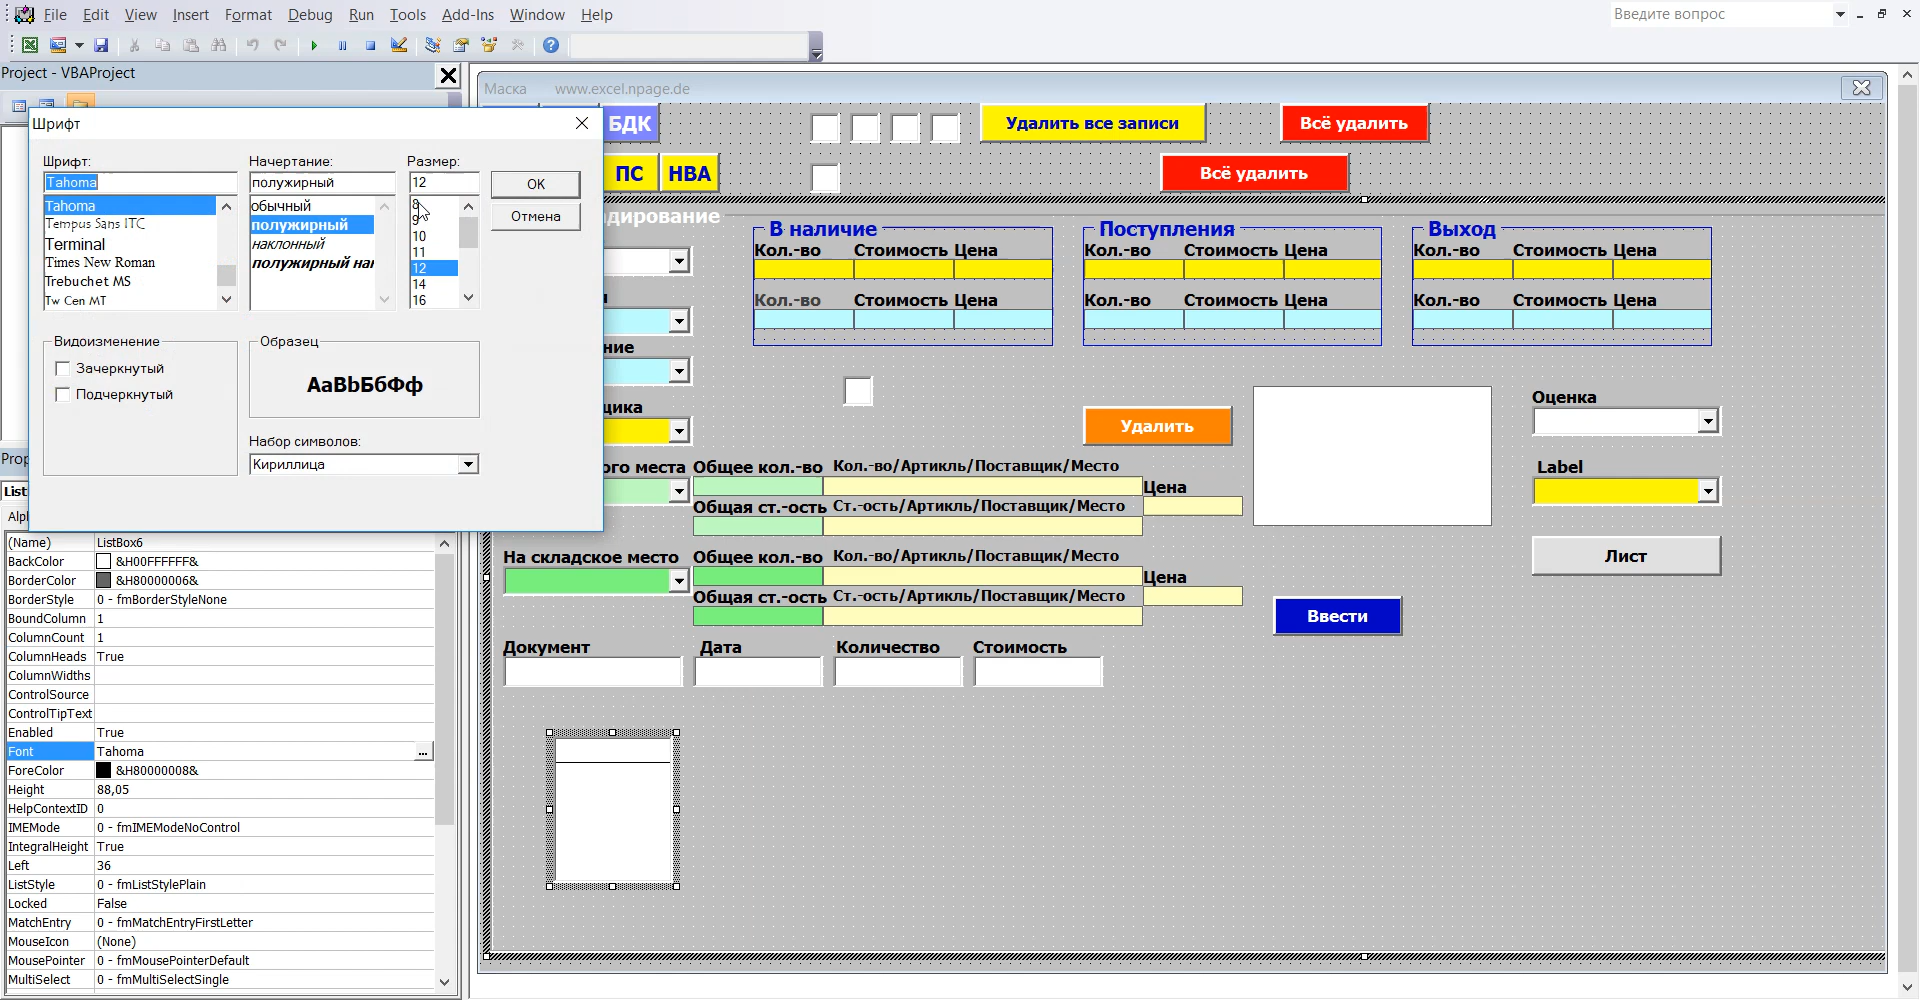 File Edit View Insert Format Debug Run Tools Add-Ins Window Help
Введите вопрос
Project - VBAProject
Маска www.excel.npage.de
БДК
Удалить все записи
Всё удалить
ПС
НВА
Всё удалить
Шрифт
Шрифт:
Начертание:
Размер:
Tahoma
полужирный
12
OK
Отмена
Tahoma
Tempus Sans ITC
Terminal
Times New Roman
Trebuchet MS
Tw Cen MT
обычный
полужирный
наклонный
полужирный нак
8
9
10
11
12
14
16
Видоизменение
Зачеркнутый
Подчеркнутый
Образец
АаВbБбФф
Набор символов:
Кириллица
дирование
В наличие
Кол.-во Стоимость Цена
Кол.-во Стоимость Цена
Поступления
Кол.-во Стоимость Цена
Кол.-во Стоимость Цена
Выход
Кол.-во Стоимость Цена
Кол.-во Стоимость Цена
ние
щика
Удалить
Оценка
Label
Лист
ого места
Общее кол.-во
Кол.-во/Артикль/Поставщик/Место
Цена
Общая ст.-ость
Ст.-ость/Артикль/Поставщик/Место
На складское место
Общее кол.-во
Кол.-во/Артикль/Поставщик/Место
Цена
Общая ст.-ость
Ст.-ость/Артикль/Поставщик/Место
Ввести
Документ
Дата
Количество
Стоимость
Prop
List
Alp
(Name) ListBox6
BackColor &H00FFFFFF&
BorderColor &H80000006&
BorderStyle 0 - fmBorderStyleNone
BoundColumn 1
ColumnCount 1
ColumnHeads True
ColumnWidths
ControlSource
ControlTipText
Enabled True
Font Tahoma ...
ForeColor &H80000008&
Height 88,05
HelpContextID 0
IMEMode 0 - fmIMEModeNoControl
IntegralHeight True
Left 36
ListStyle 0 - fmListStylePlain
Locked False
MatchEntry 0 - fmMatchEntryFirstLetter
MouseIcon (None)
MousePointer 0 - fmMousePointerDefault
MultiSelect 0 - fmMultiSelectSingle